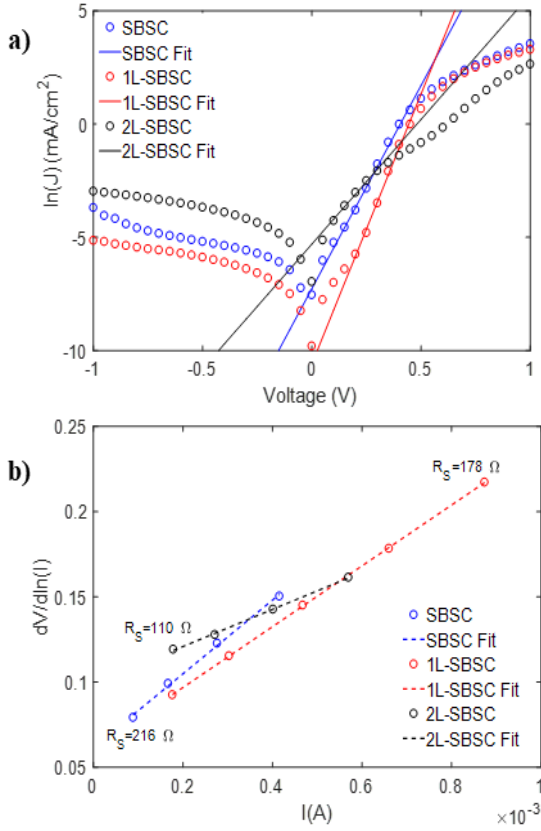 a)
ln(J) (mA/cm²)
5
0
-5
-10
-1
-0.5
0
0.5
1
Voltage (V)
SBSC
SBSC Fit
1L-SBSC
1L-SBSC Fit
2L-SBSC
2L-SBSC Fit
b)
dV/dln(I)
0.25
0.2
0.15
0.1
0.05
0
0.2
0.4
0.6
0.8
1
×10⁻³
I(A)
R_S=178 Ω
R_S=110 Ω
R_S=216 Ω
SBSC
SBSC Fit
1L-SBSC
1L-SBSC Fit
2L-SBSC
2L-SBSC Fit